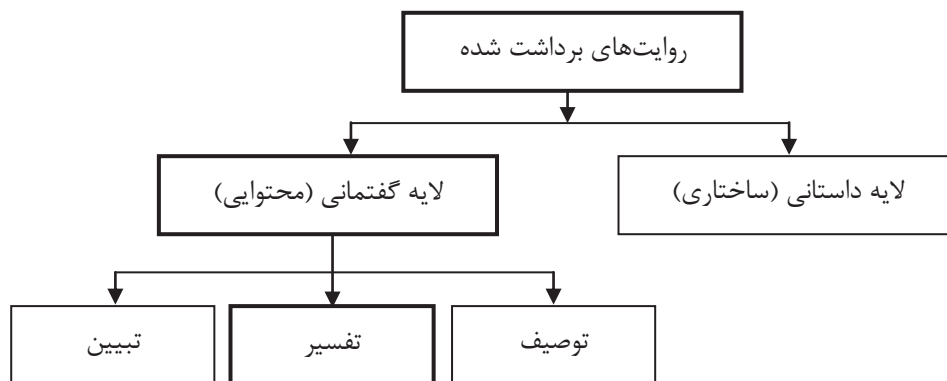 روایت‌های برداشت شده
لایه داستانی (ساختاری)
لایه گفتمانی (محتوایی)
توصیف
تفسیر
تبیین